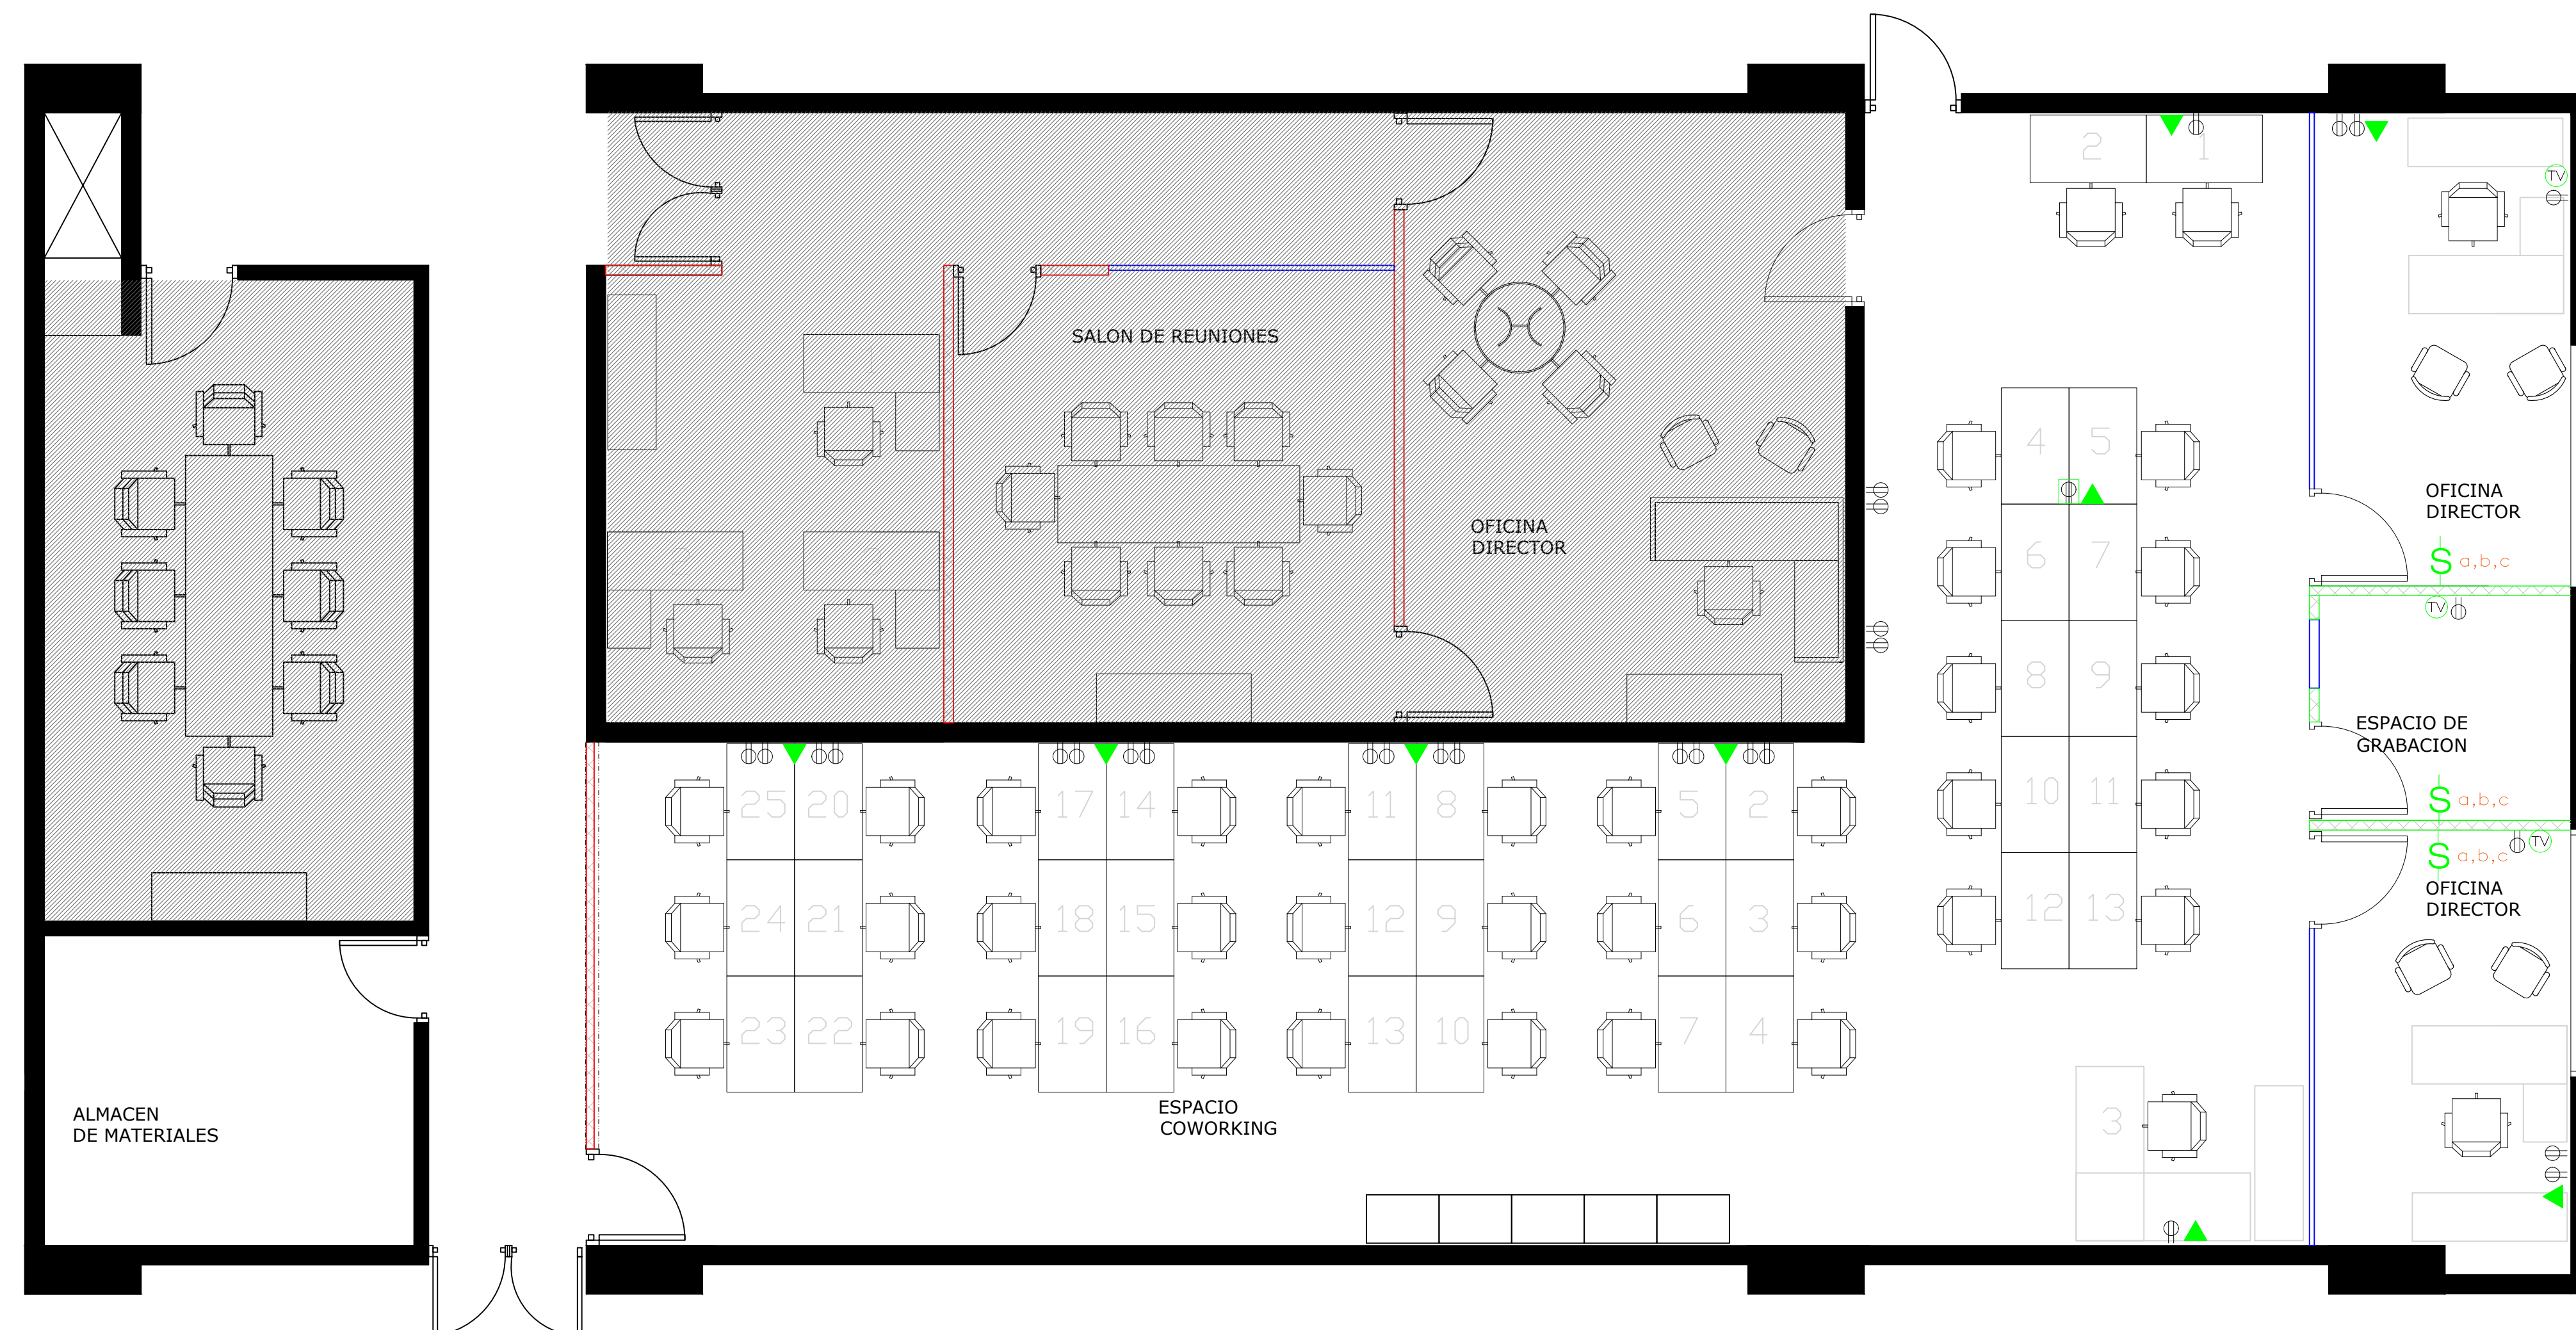 2
1
TV
SALON DE REUNIONES
4
5
OFICINA
DIRECTOR
OFICINA
DIRECTOR
S a,b,c
6
7
TV
8
9
ESPACIO DE
GRABACION
10
11
S a,b,c
TV
S a,b,c
OFICINA
DIRECTOR
12
13
25 20
17 14
11 8
5 2
24 21
18 15
12 9
6 3
23 22
19 16
13 10
7 4
ALMACEN
DE MATERIALES
ESPACIO
COWORKING
3